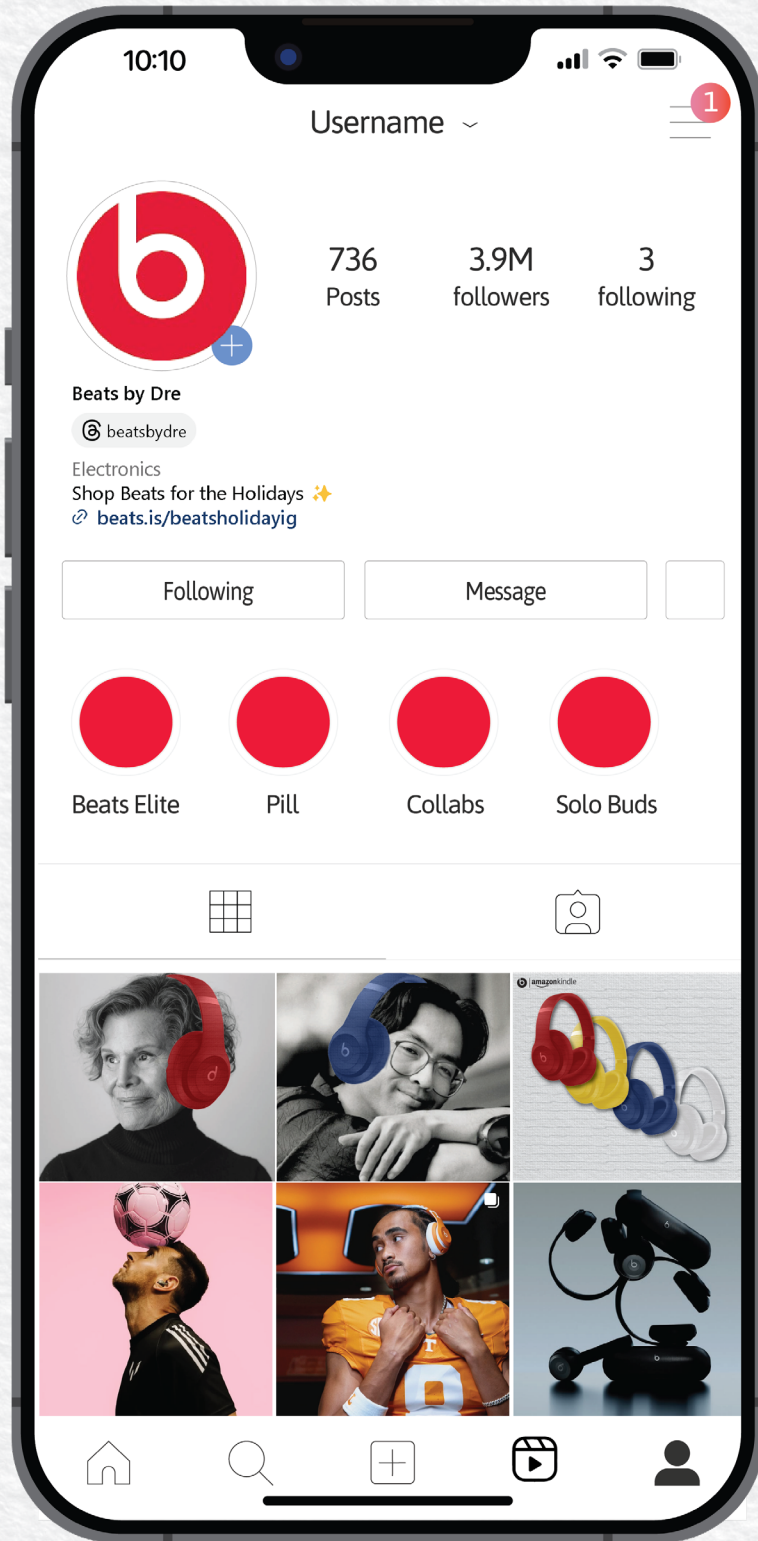 10:10
Username
1
736
Posts
3.9M
followers
3
following
Beats by Dre
beatsbydre
Electronics
Shop Beats for the Holidays ✨
beats.is/beatsholidayig
Following
Message
Beats Elite
Pill
Collabs
Solo Buds
amazonkindle
T